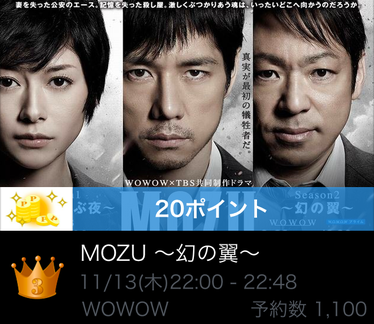 妻を失った公安のエース。記憶を失った殺し屋。激しくぶつかりあう魂は、いったいどこへ向かうのだろうか。
真実が最初の犠牲者だ。
WOWOW×TBS共同制作ドラマ
MOZU
Season2
ぶ夜〜
〜幻の翼〜
WOWOW
20ポイント
3
MOZU 〜幻の翼〜
11/13(木)22:00 - 22:48
WOWOW
予約数 1,100